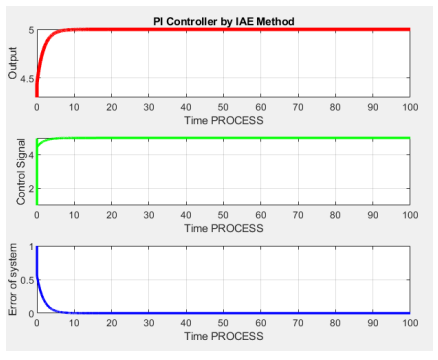 PI Controller by IAE Method
Output
5
4.5
0 10 20 30 40 50 60 70 80 90 100
Time PROCESS
Control Signal
4
2
0 10 20 30 40 50 60 70 80 90 100
Time PROCESS
Error of system
1
0.5
0
0 10 20 30 40 50 60 70 80 90 100
Time PROCESS